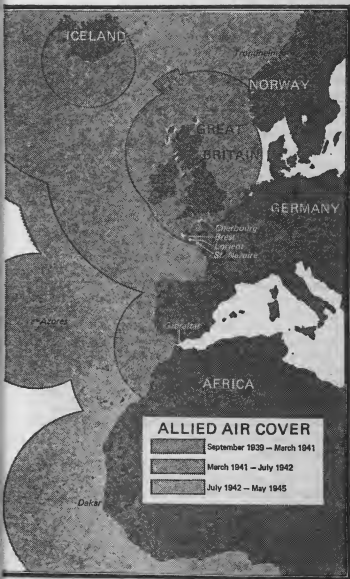 ICELAND
Trondheim
NORWAY
GREAT
BRITAIN
GERMANY
Cherbourg
Brest
Lorient
St. Nazaire
Azores
Gibraltar
AFRICA
ALLIED AIR COVER
September 1939 – March 1941
March 1941 – July 1942
July 1942 – May 1945
Dakar